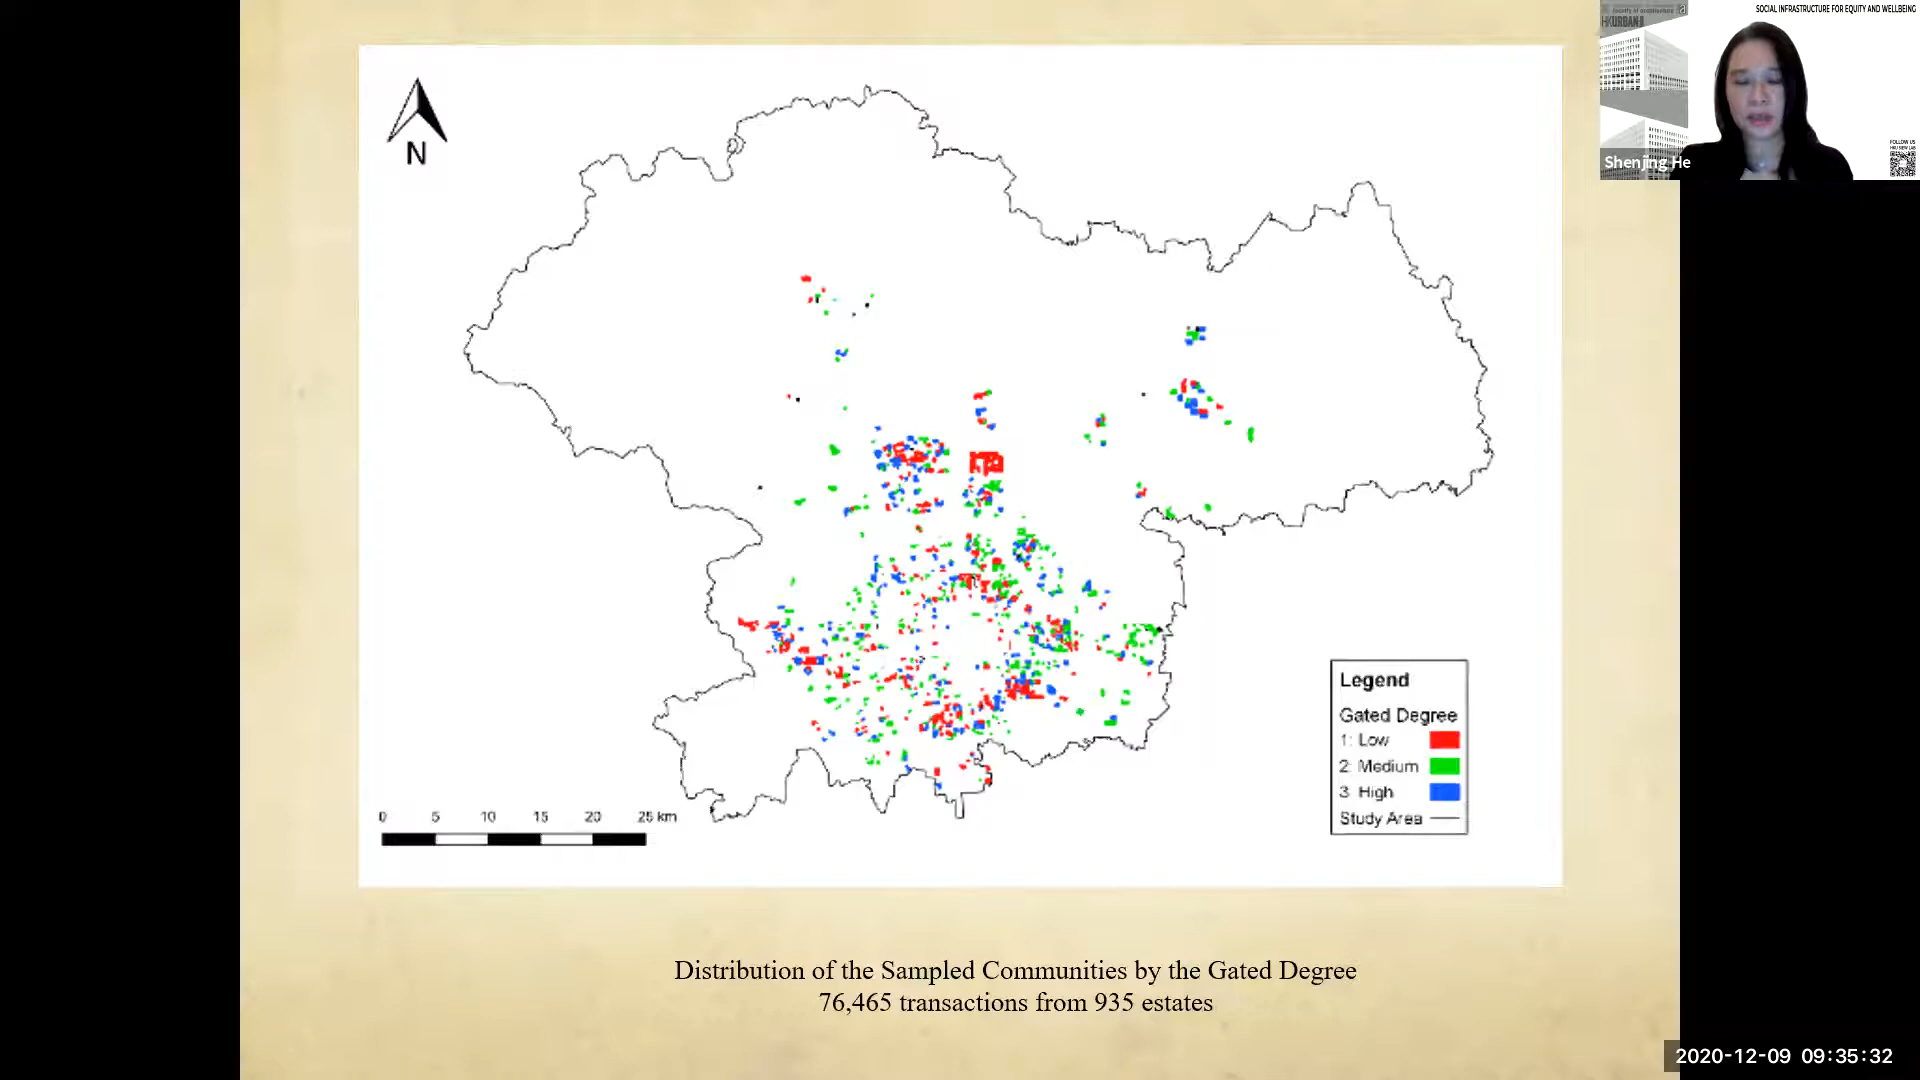 SOCIAL INFRASTRUCTURE FOR EQUITY AND WELLBEING
HKURBAN
Shenjing He
FOLLOW US
N
Legend
Gated Degree
1: Low
2: Medium
3: High
Study Area
0 5 10 15 20 25 km
Distribution of the Sampled Communities by the Gated Degree
76,465 transactions from 935 estates
2020-12-09 09:35:32